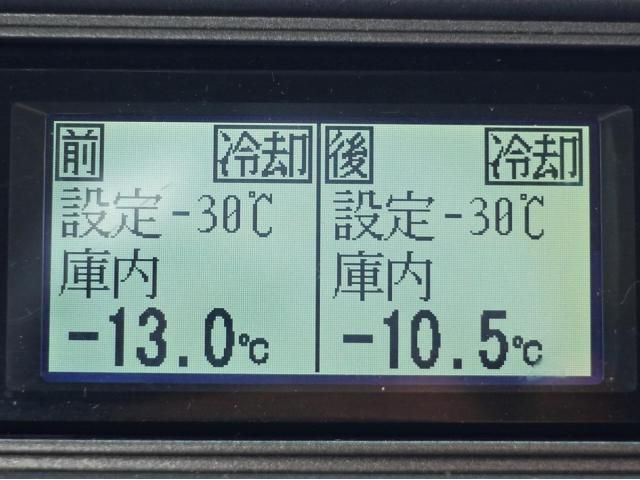 前 冷却
設定 -30℃
庫内
-13.0℃
後 冷却
設定 -30℃
庫内
-10.5℃